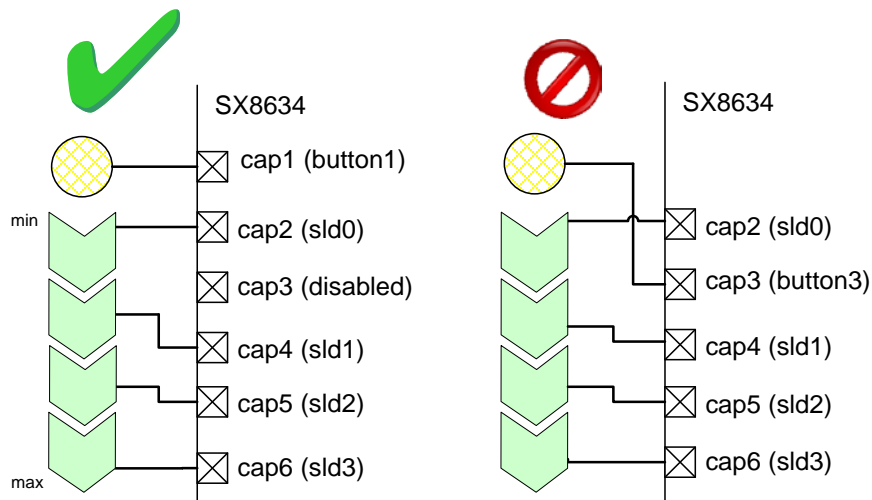 SX8634
cap1 (button1)
min
cap2 (sld0)
cap3 (disabled)
cap4 (sld1)
cap5 (sld2)
cap6 (sld3)
max
SX8634
cap2 (sld0)
cap3 (button3)
cap4 (sld1)
cap5 (sld2)
cap6 (sld3)